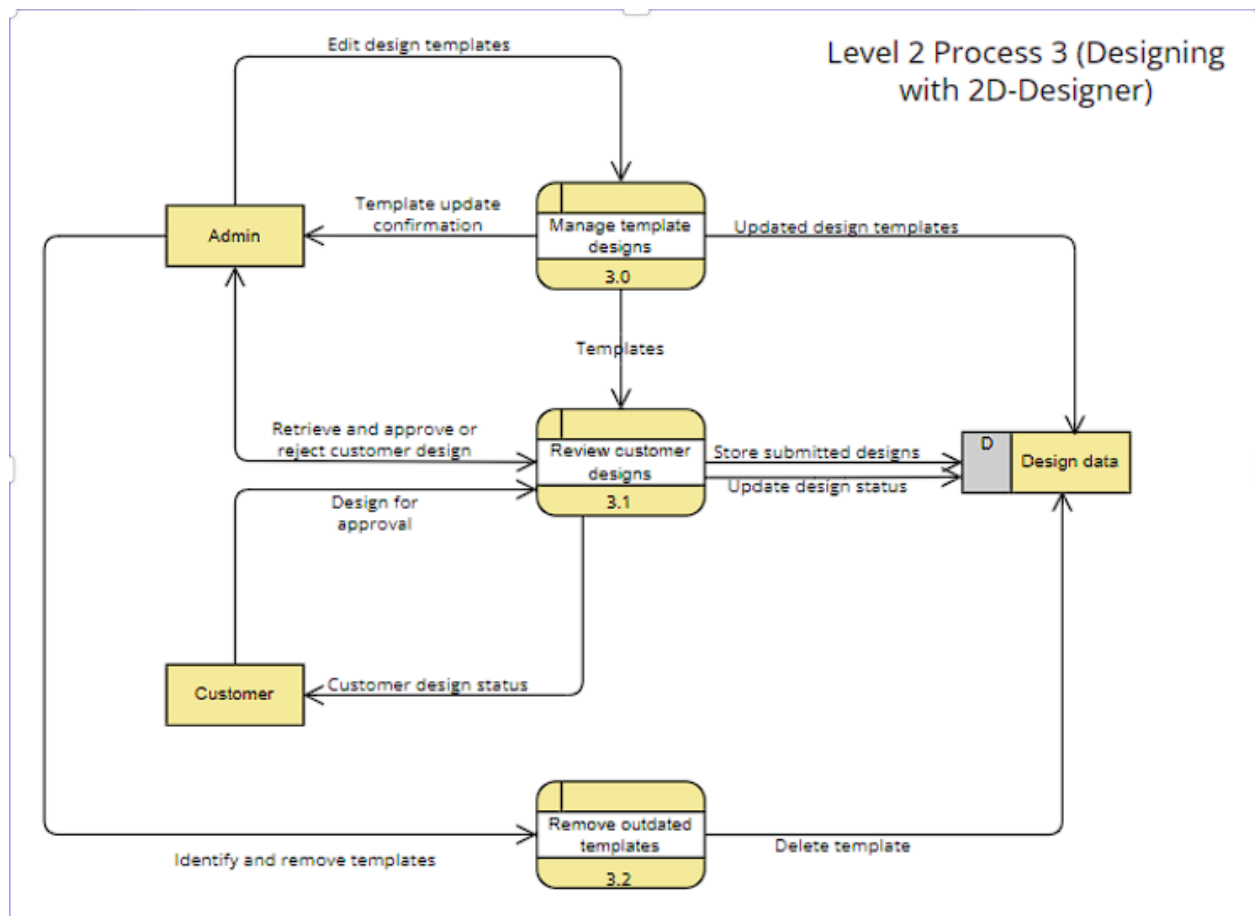 Level 2 Process 3 (Designing
with 2D-Designer)
Edit design templates
Template update
confirmation
Admin
Manage template
designs
3.0
Updated design templates
Templates
Retrieve and approve or
reject customer design
Review customer
designs
3.1
Store submitted designs
Update design status
D
Design data
Design for
approval
Customer
Customer design status
Remove outdated
templates
3.2
Identify and remove templates
Delete template